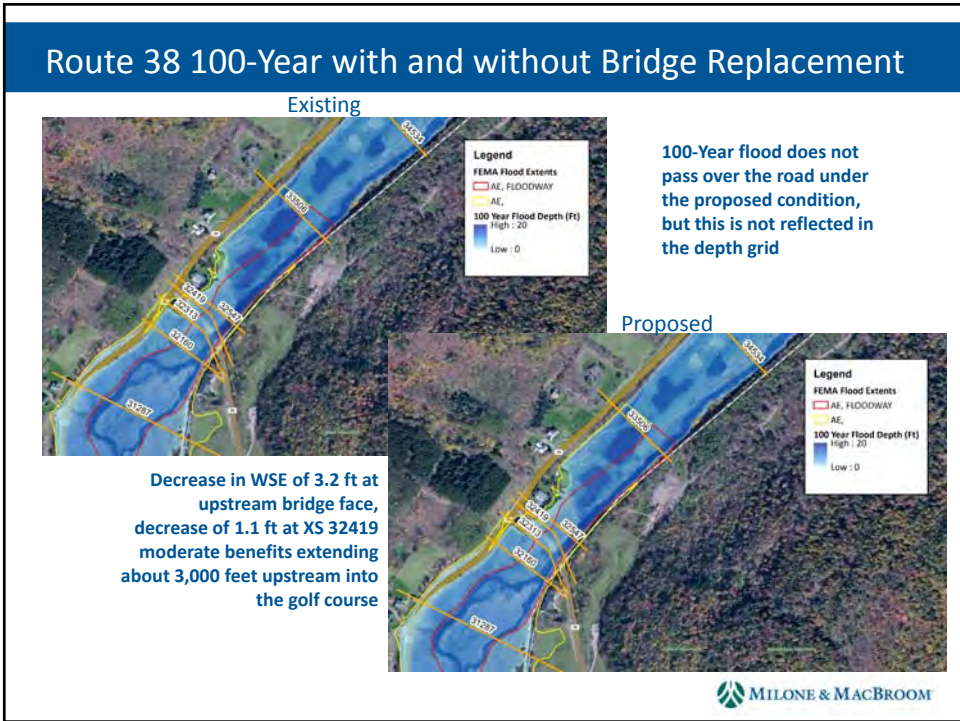 Route 38 100-Year with and without Bridge Replacement
Existing
34534
33506
32419
32547
32313
32160
31287
Legend
FEMA Flood Extents
AE, FLOODWAY
AE,
100 Year Flood Depth (Ft)
High : 20
Low : 0
100-Year flood does not
pass over the road under
the proposed condition,
but this is not reflected in
the depth grid
Proposed
34534
33506
32419
32547
32313
32160
31287
Legend
FEMA Flood Extents
AE, FLOODWAY
AE,
100 Year Flood Depth (Ft)
High : 20
Low : 0
Decrease in WSE of 3.2 ft at
upstream bridge face,
decrease of 1.1 ft at XS 32419
moderate benefits extending
about 3,000 feet upstream into
the golf course
MILONE & MACBROOM